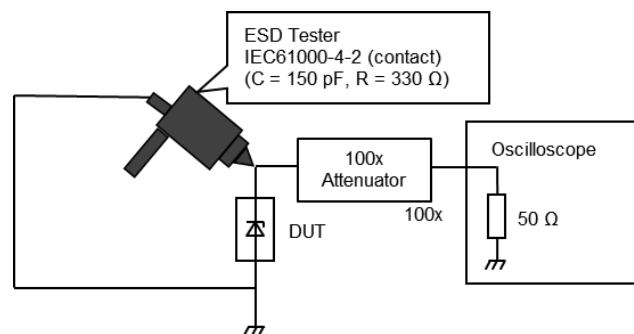 ESD Tester
IEC61000-4-2 (contact)
(C = 150 pF, R = 330 Ω)
100x
Attenuator
100x
Oscilloscope
50 Ω
DUT